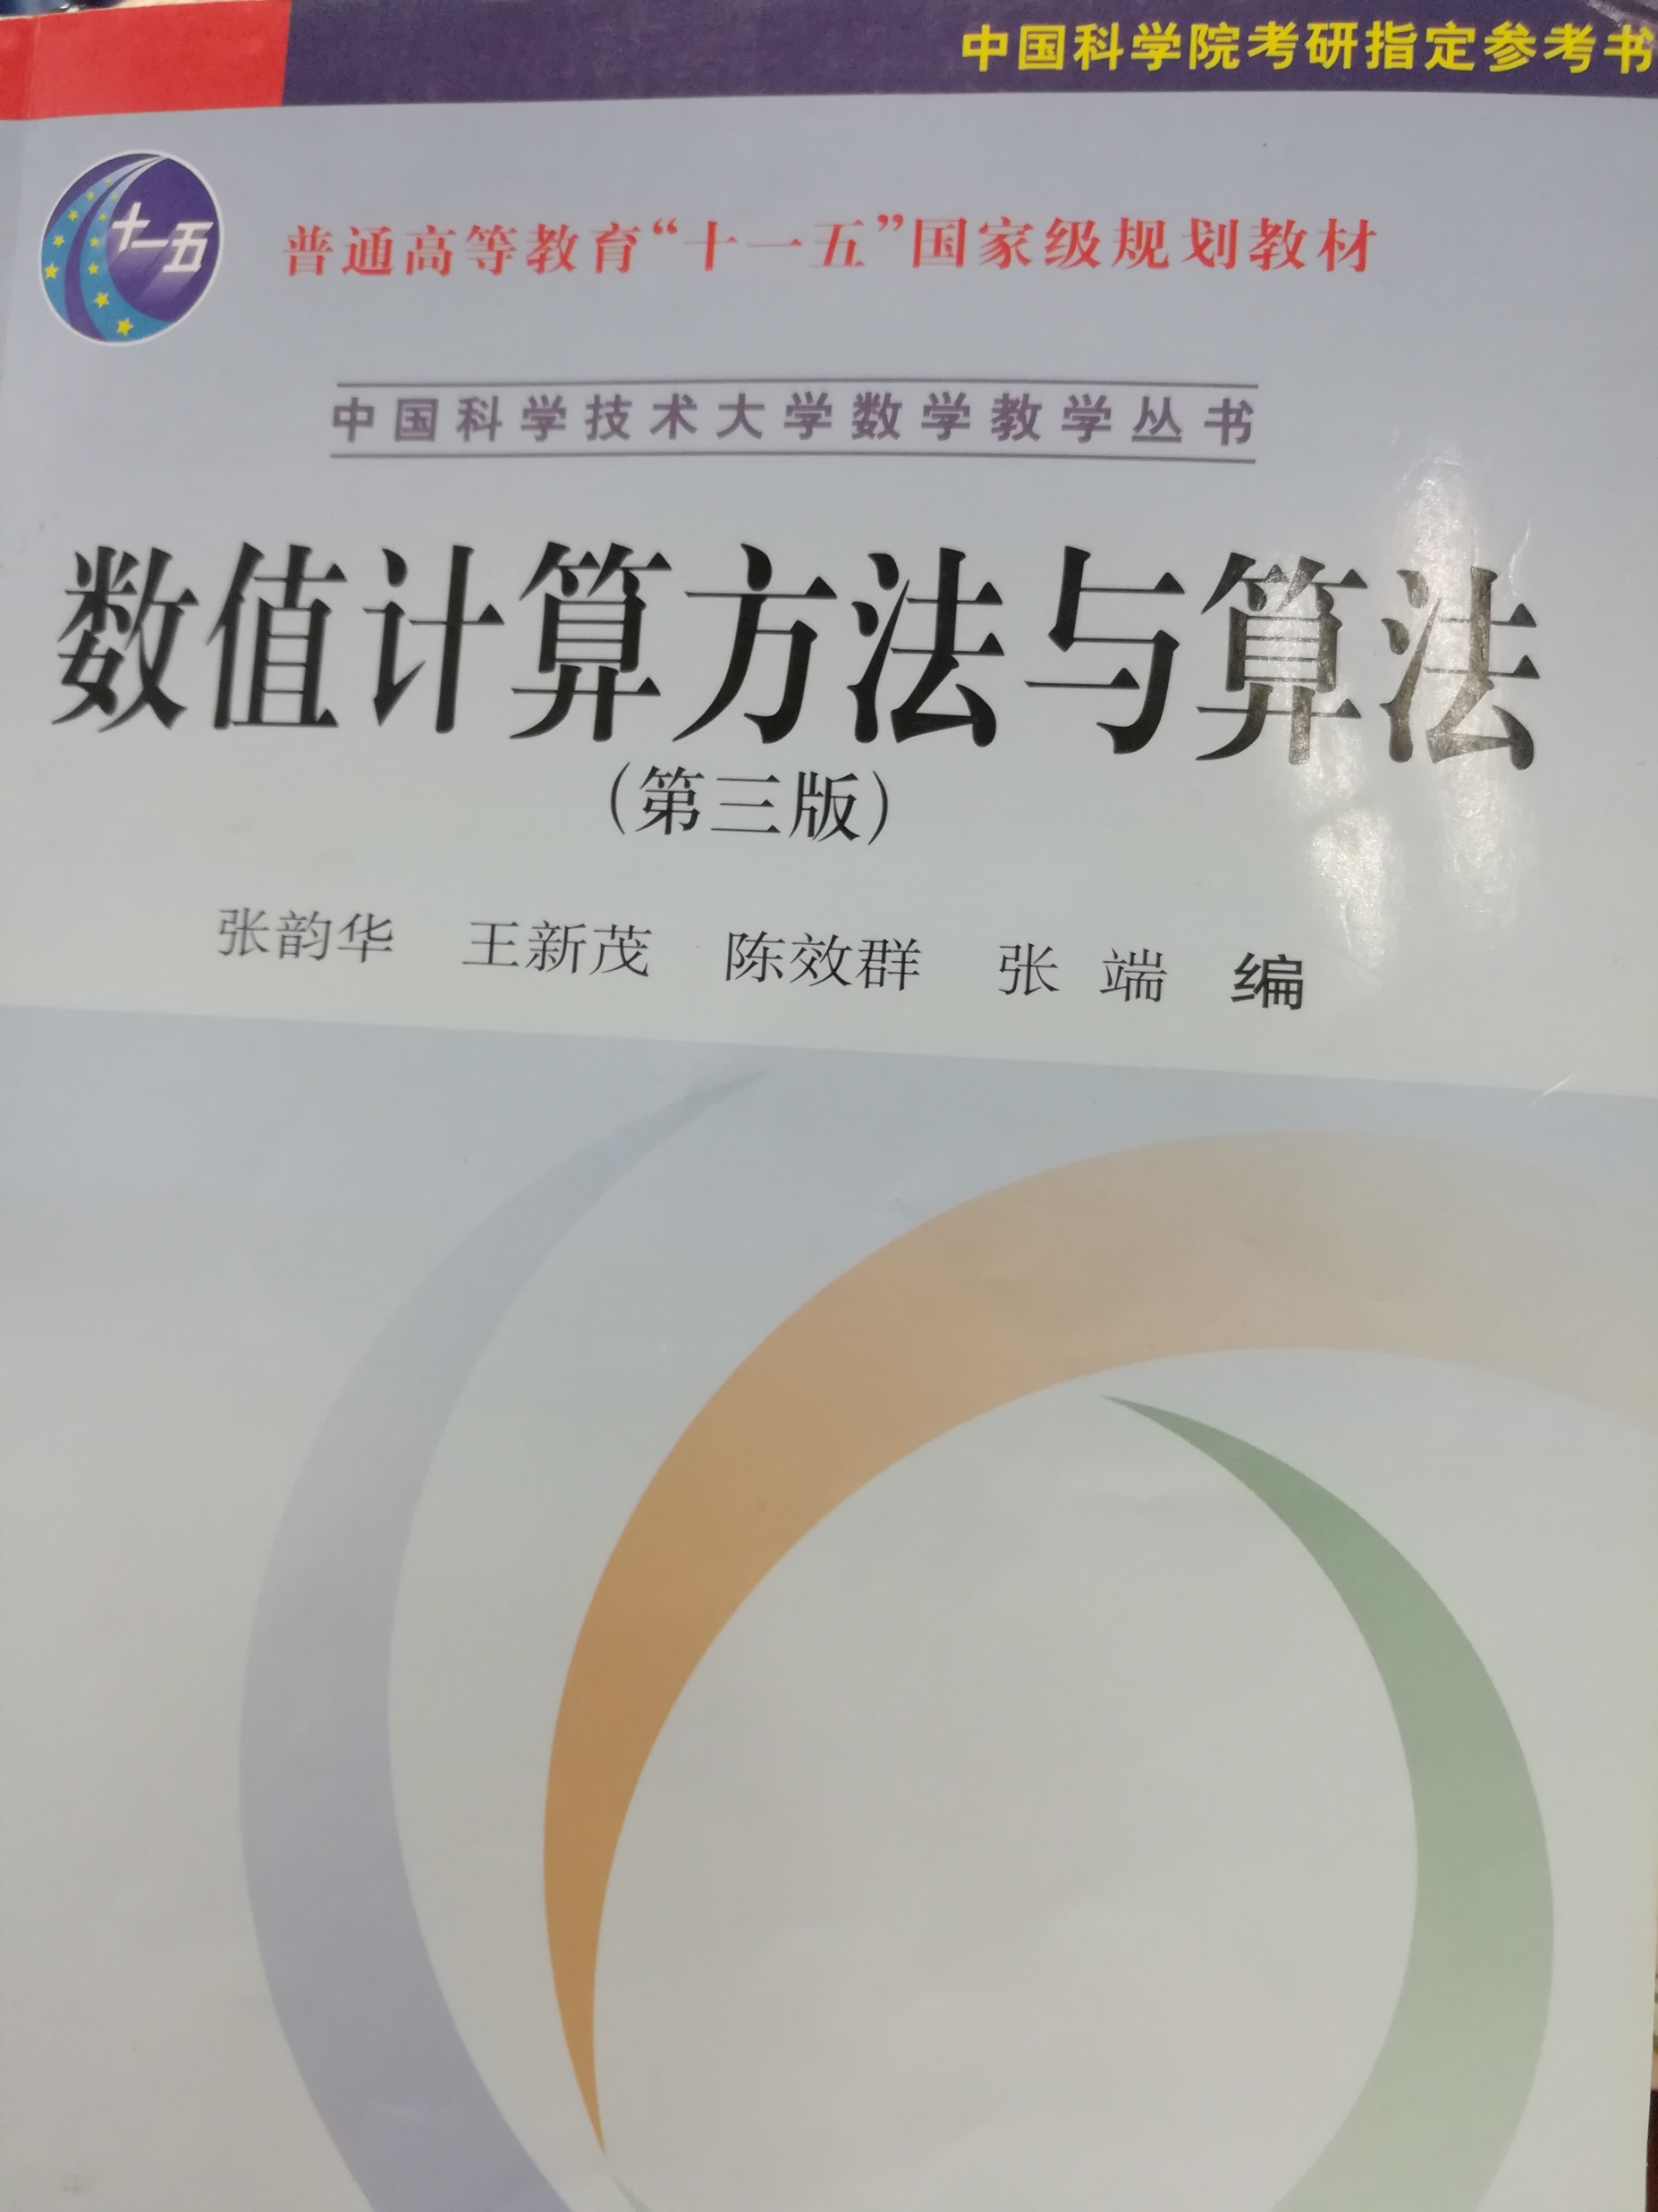 中国科学院考研指定参考书
十一五
普通高等教育“十一五”国家级规划教材
中国科学技术大学数学教学丛书
数值计算方法与算法
(第三版)
张韵华 王新茂 陈效群 张端 编